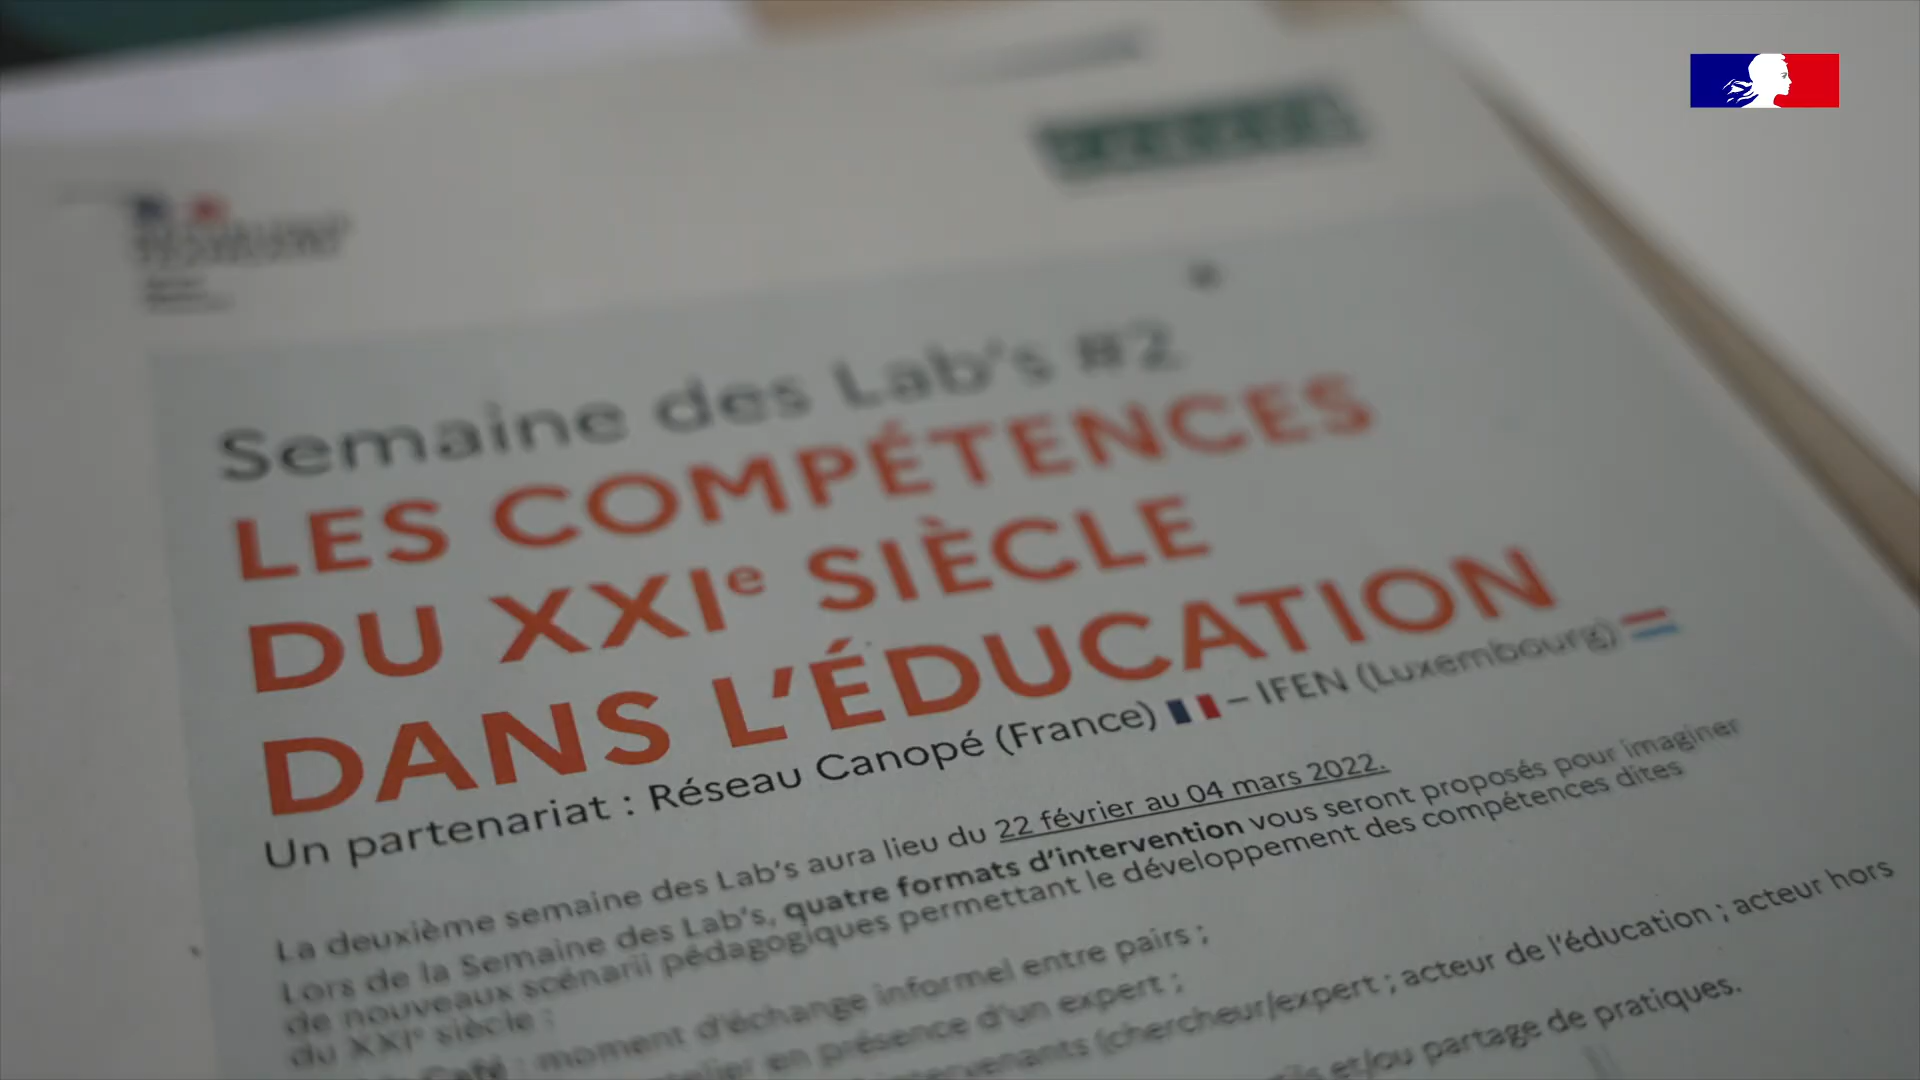 Semaine des Lab's #2
LES COMPÉTENCES
DU XXIe SIÈCLE
DANS L'ÉDUCATION
Un partenariat : Réseau Canopé (France) – IFEN (Luxembourg)
La deuxième semaine des Lab's aura lieu du 22 février au 04 mars 2022.
Lors de la Semaine des Lab's, quatre formats d'intervention vous seront proposés pour imaginer
de nouveaux scénarii pédagogiques permettant le développement des compétences dites
du XXIe siècle :
Café : moment d'échange informel entre pairs ;
atelier en présence d'un expert ;
intervenants (chercheur/expert ; acteur de l'éducation ; acteur hors
et/ou partage de pratiques.